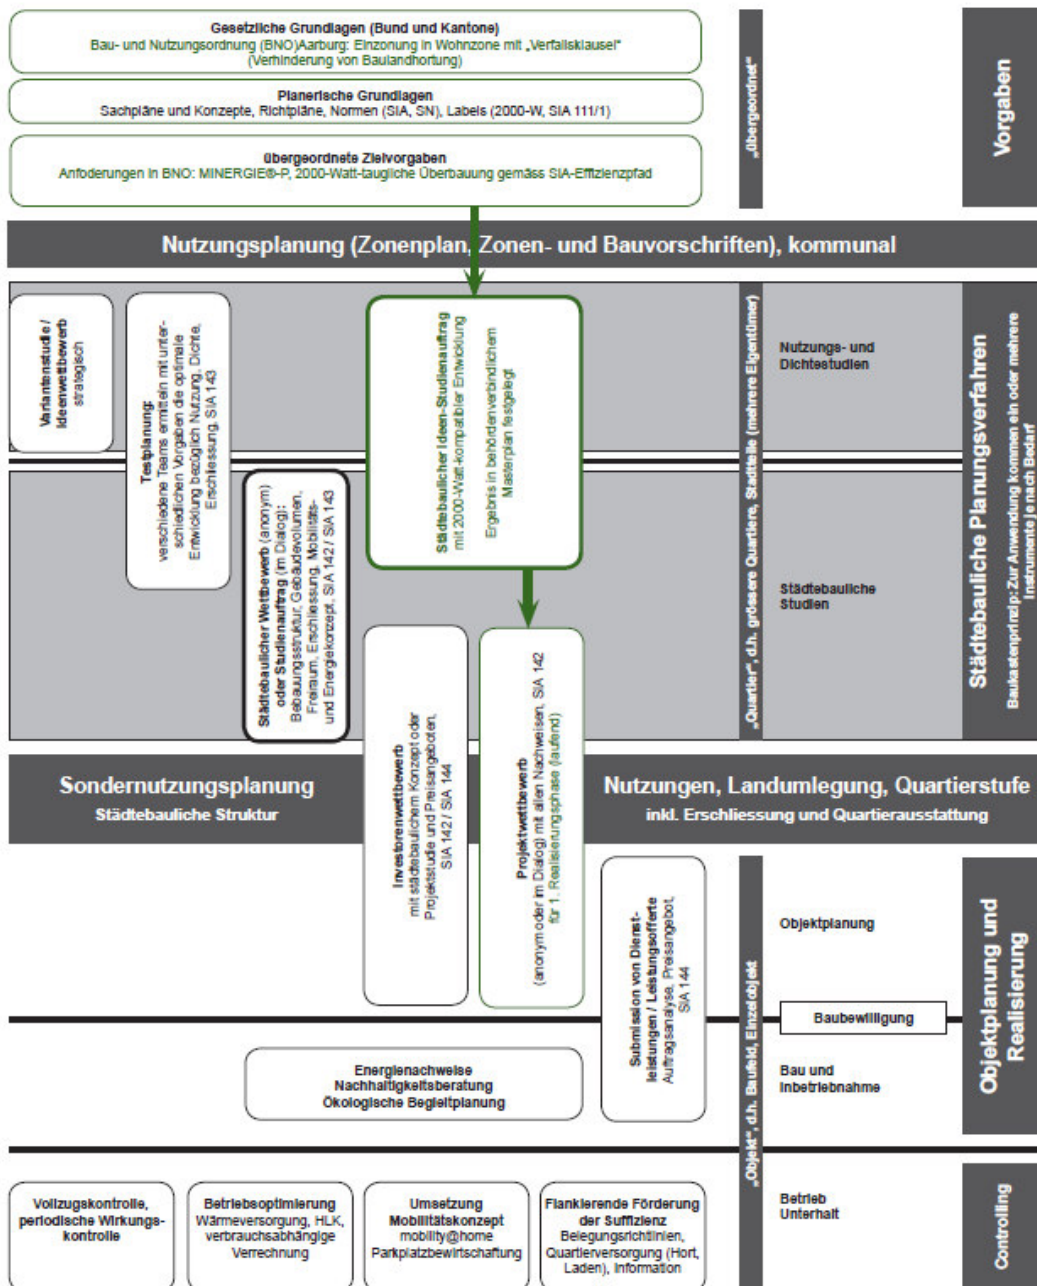 Gesetzliche Grundlagen (Bund und Kantone)
Bau- und Nutzungsordnung (BNO)Aarburg: Einzonung in Wohnzone mit „Verfallsklausel“
(Verhinderung von Baulandhortung)
Planerische Grundlagen
Sachpläne und Konzepte, Richtpläne, Normen (SIA, SN), Labels (2000-W, SIA 111/1)
übergeordnete Zielvorgaben
Anfoderungen in BNO: MINERGIE®-P, 2000-Watt-taugliche Überbauung gemäss SIA-Effizienzpfad
„übergeordnet“
Vorgaben
Nutzungsplanung (Zonenplan, Zonen- und Bauvorschriften), kommunal
Variantenstudie /
Ideenwettbewerb
strategisch
Testplanung:
verschiedene Teams ermitteln mit unter-
schiedlichen Vorgaben die optimale
Entwicklung bezüglich Nutzung, Dichte,
Erschliessung, SIA 143
Städtebaulicher Wettbewerb (anonym)
oder Studienauftrag (im Dialog):
Bebauungsstruktur, Gebäudevolumen,
Freiraum, Erschliessung, Mobilitäts-
und Energiekonzept, SIA 142 / SIA 143
Städtebaulicher Ideen-Studienauftrag
mit 2000-Watt-kompatibler Entwicklung
Ergebnis in behördenverbindlichem
Masterplan festgelegt
„Quartier“, d.h. grössere Quartiere, Stadtteile (mehrere Eigentümer)
Nutzungs- und
Dichtestudien
Städtebauliche
Studien
Städtebauliche Planungsverfahren
Baukastenprinzip: Zur Anwendung kommen ein oder mehrere
Instrumente je nach Bedarf
Sondernutzungsplanung
Städtebauliche Struktur
Investorenwettbewerb
mit städtebaulichem Konzept oder
Projektstudie und Preisangeboten,
SIA 142 / SIA 144
Projektwettbewerb
(anonym oder im Dialog) mit allen Nachweisen, SIA 142
für 1. Realisierungsphase (laufend)
Nutzungen, Landumlegung, Quartierstufe
inkl. Erschliessung und Quartierausstattung
Submission von Dienst-
leistungen / Leistungsofferte
Auftragsanalyse, Preisangebot,
SIA 144
„Objekt“, d.h. Baufeld, Einzelobjekt
Objektplanung
Baubewilligung
Bau und
Inbetriebnahme
Objektplanung und
Realisierung
Energienachweise
Nachhaltigkeitsberatung
Ökologische Begleitplanung
Vollzugskontrolle,
periodische Wirkungs-
kontrolle
Betriebsoptimierung
Wärmeversorgung, HLK,
verbrauchsabhängige
Verrechnung
Umsetzung
Mobilitätskonzept
mobility@home
Parkplatzbewirtschaftung
Flankierende Förderung
der Suffizienz
Belegungsrichtlinien,
Quartierversorgung (Hort,
Laden), Information
Betrieb
Unterhalt
Controlling